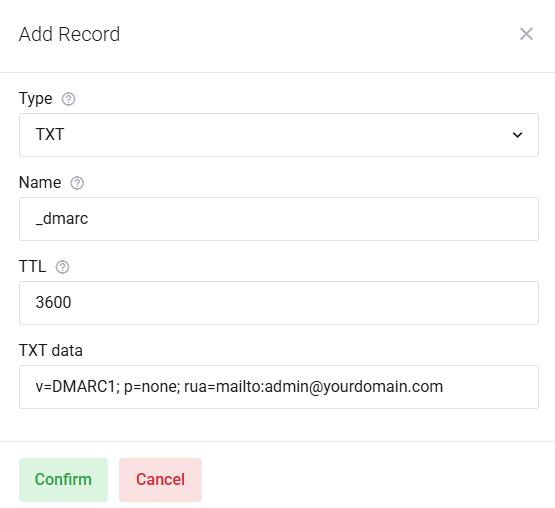 Add Record
Type
TXT
Name
_dmarc
TTL
3600
TXT data
v=DMARC1; p=none; rua=mailto:admin@yourdomain.com
Confirm Cancel